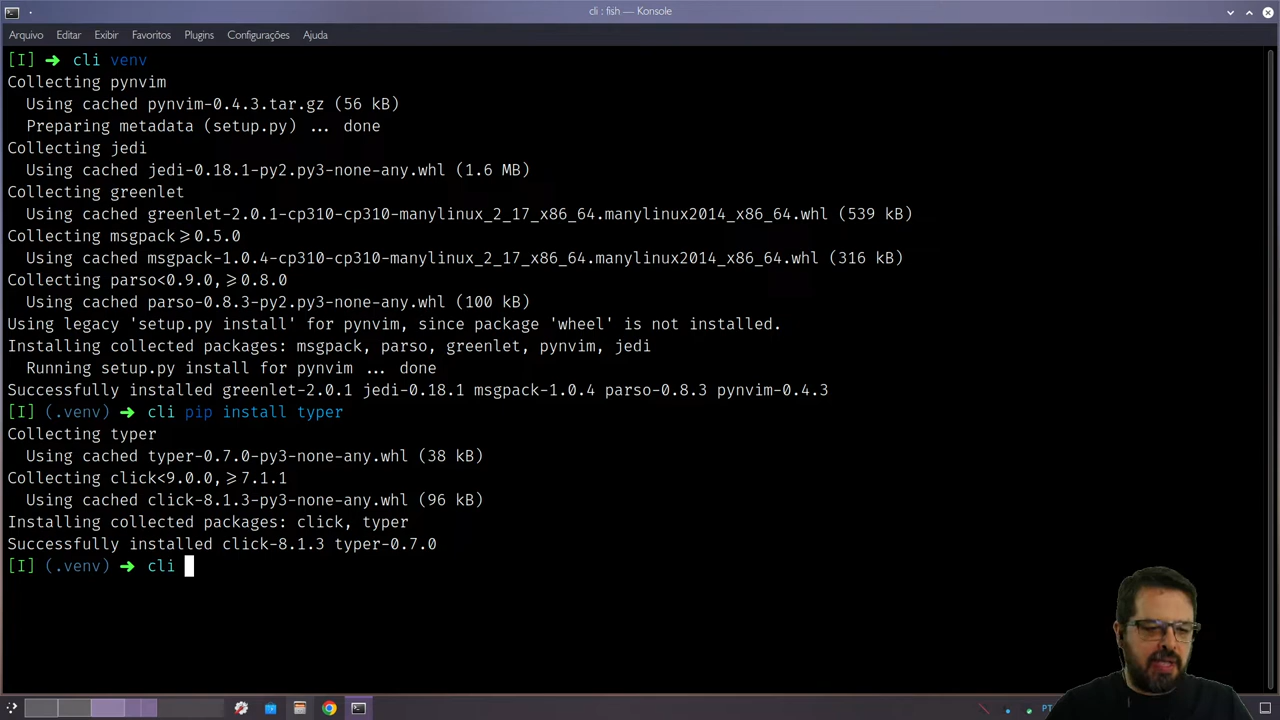 cli : fish — Konsole
Arquivo Editar Exibir Favoritos Plugins Configurações Ajuda
[I] ➜ cli venv
Collecting pynvim
Using cached pynvim-0.4.3.tar.gz (56 kB)
Preparing metadata (setup.py) ... done
Collecting jedi
Using cached jedi-0.18.1-py2.py3-none-any.whl (1.6 MB)
Collecting greenlet
Using cached greenlet-2.0.1-cp310-cp310-manylinux_2_17_x86_64.manylinux2014_x86_64.whl (539 kB)
Collecting msgpack>=0.5.0
Using cached msgpack-1.0.4-cp310-cp310-manylinux_2_17_x86_64.manylinux2014_x86_64.whl (316 kB)
Collecting parso<0.9.0,>=0.8.0
Using cached parso-0.8.3-py2.py3-none-any.whl (100 kB)
Using legacy 'setup.py install' for pynvim, since package 'wheel' is not installed.
Installing collected packages: msgpack, parso, greenlet, pynvim, jedi
Running setup.py install for pynvim ... done
Successfully installed greenlet-2.0.1 jedi-0.18.1 msgpack-1.0.4 parso-0.8.3 pynvim-0.4.3
[I] (.venv) ➜ cli pip install typer
Collecting typer
Using cached typer-0.7.0-py3-none-any.whl (38 kB)
Collecting click<9.0.0,>=7.1.1
Using cached click-8.1.3-py3-none-any.whl (96 kB)
Installing collected packages: click, typer
Successfully installed click-8.1.3 typer-0.7.0
[I] (.venv) ➜ cli